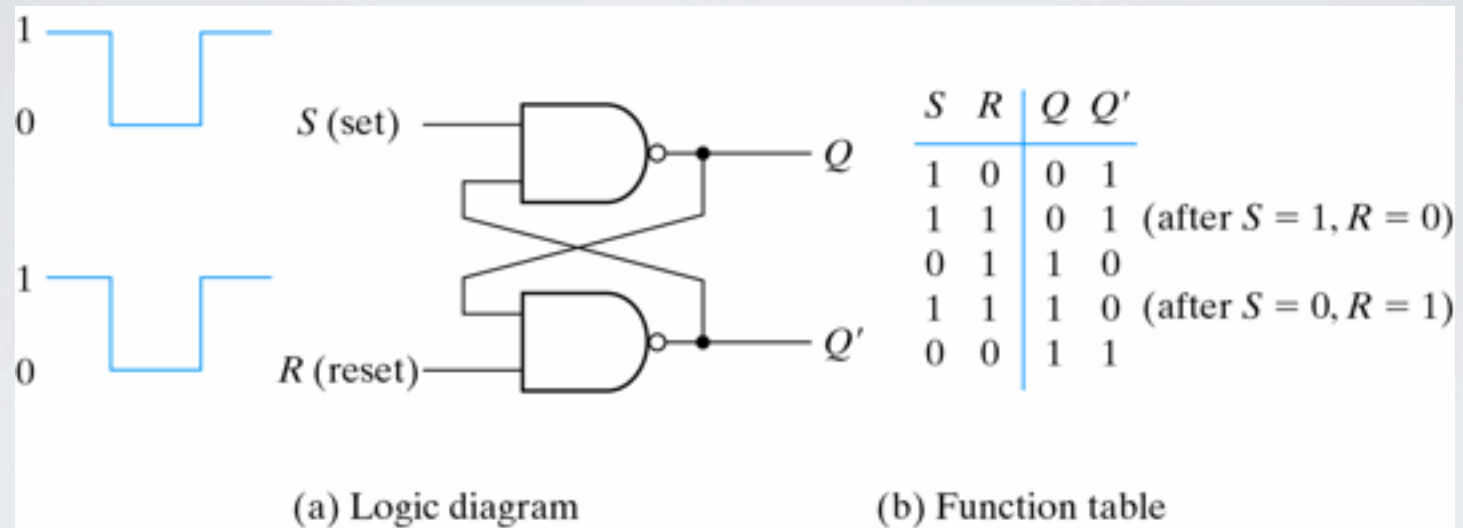 1
0
S (set)
Q
1
0
R (reset)
Q'
S R Q Q'
1 0 0 1
1 1 0 1 (after S = 1, R = 0)
0 1 1 0
1 1 1 0 (after S = 0, R = 1)
0 0 1 1
(a) Logic diagram
(b) Function table